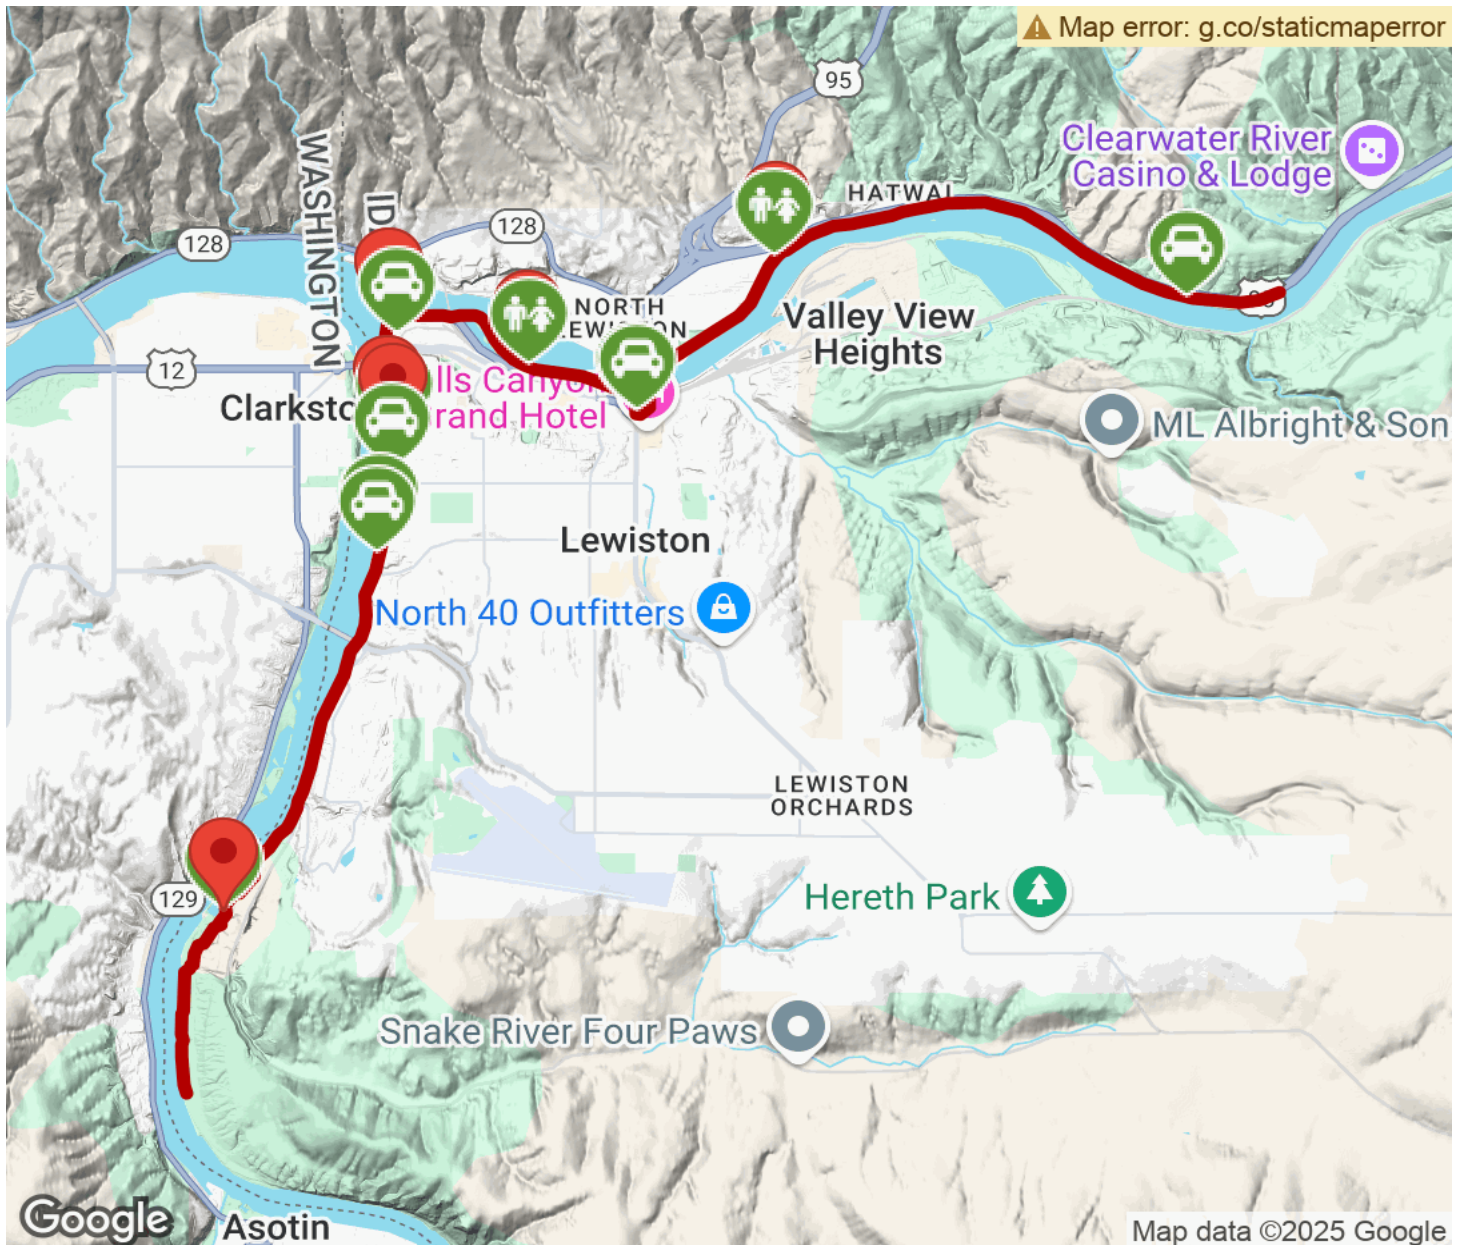 Map error: g.co/staticmaperror
95
Clearwater River
Casino & Lodge
WASHINGTON
HATWAI
128
128
NORTH
Valley View
Heights
12
lls Canyon
rand Hotel
Clarksto
ML Albright & Son
Lewiston
North 40 Outfitters
LEWISTON
ORCHARDS
Hereth Park
129
Snake River Four Paws
Asotin
Google
Map data ©2025 Google